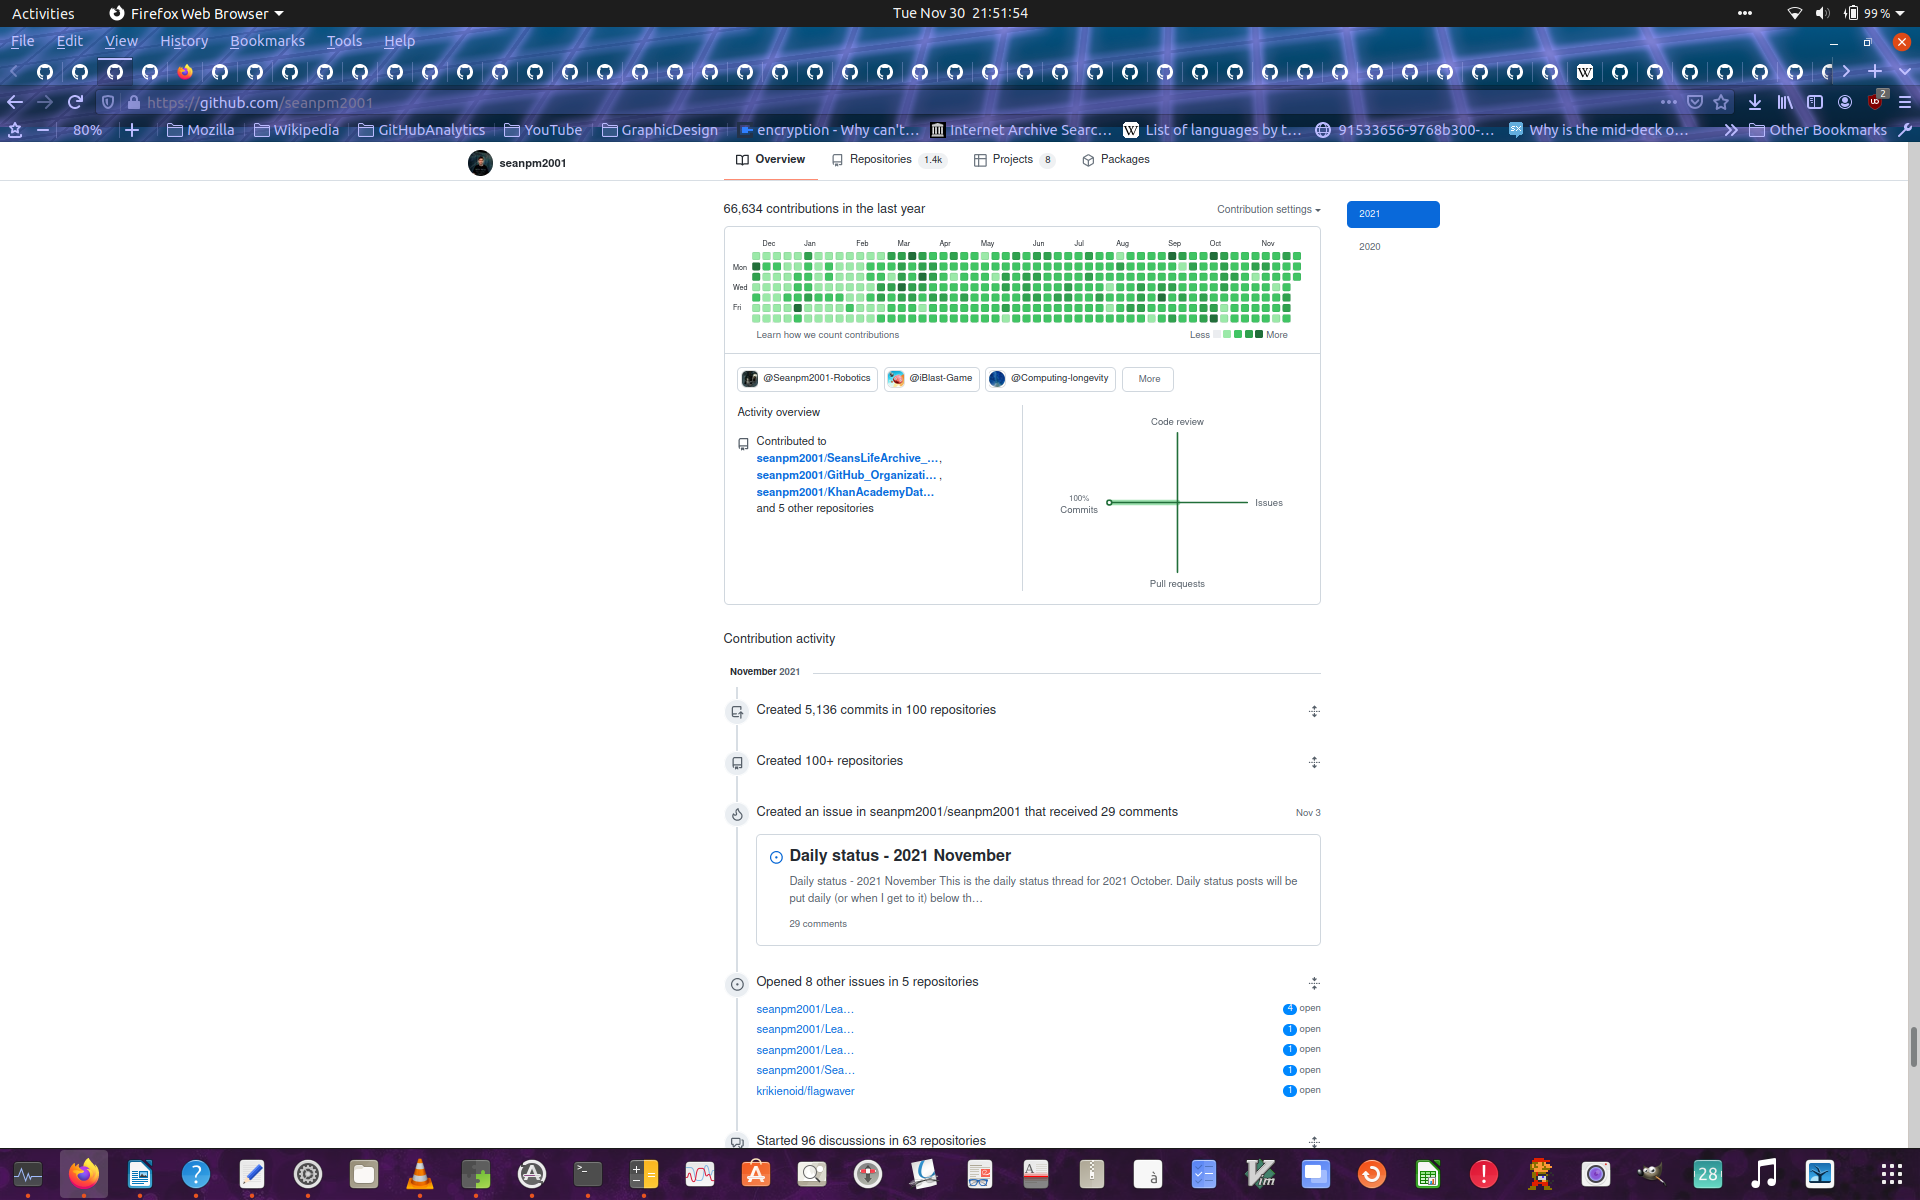 Activities
Firefox Web Browser
Tue Nov 30 21:51:54
99 %
File Edit View History Bookmarks Tools Help
https://github.com/seanpm2001
2
80%
Mozilla
Wikipedia
GitHubAnalytics
YouTube
GraphicDesign
encryption - Why can't…
Internet Archive Searc…
List of languages by t…
91533656-9768b300-…
Why is the mid-deck o…
Other Bookmarks
seanpm2001
Overview
Repositories 1.4k
Projects 8
Packages
66,634 contributions in the last year
Contribution settings
2021
2020
Dec Jan Feb Mar Apr May Jun Jul Aug Sep Oct Nov
Mon
Wed
Fri
Learn how we count contributions
Less More
@Seanpm2001-Robotics
@iBlast-Game
@Computing-longevity
More
Activity overview
Contributed to
seanpm2001/SeansLifeArchive_…,
seanpm2001/GitHub_Organizati…,
seanpm2001/KhanAcademyDat…
and 5 other repositories
Code review
100%
Commits
Issues
Pull requests
Contribution activity
November 2021
Created 5,136 commits in 100 repositories
Created 100+ repositories
Created an issue in seanpm2001/seanpm2001 that received 29 comments
Nov 3
Daily status - 2021 November
Daily status - 2021 November This is the daily status thread for 2021 October. Daily status posts will be
put daily (or when I get to it) below th…
29 comments
Opened 8 other issues in 5 repositories
seanpm2001/Lea… 4 open
seanpm2001/Lea… 1 open
seanpm2001/Lea… 1 open
seanpm2001/Sea… 1 open
krikienoid/flagwaver 1 open
Started 96 discussions in 63 repositories
28